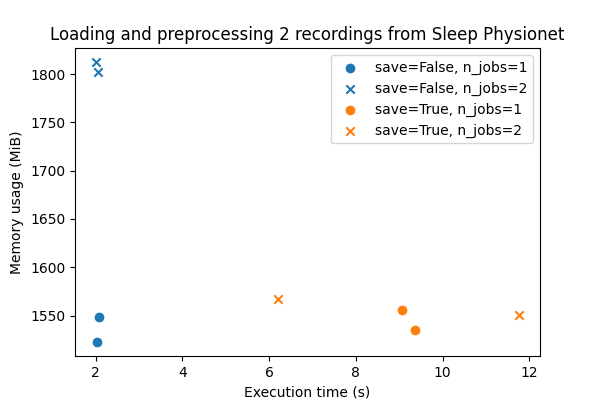 Loading and preprocessing 2 recordings from Sleep Physionet
save=False, n_jobs=1
save=False, n_jobs=2
save=True, n_jobs=1
save=True, n_jobs=2
Memory usage (MiB)
1800
1750
1700
1650
1600
1550
2 4 6 8 10 12
Execution time (s)